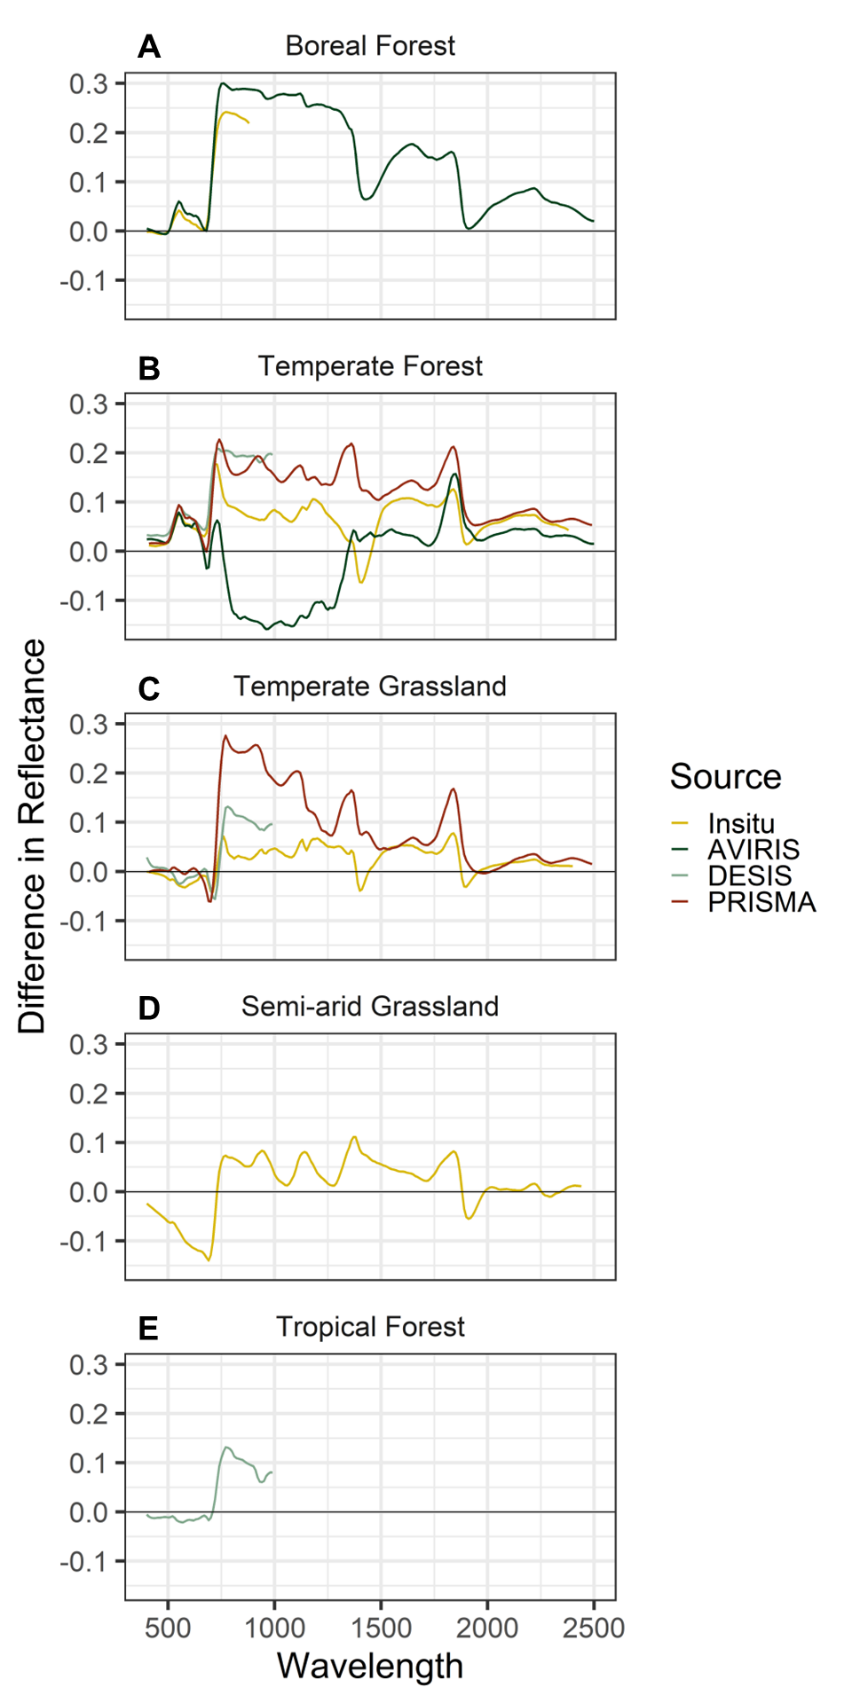 A Boreal Forest
0.3
0.2
0.1
0.0
-0.1
B Temperate Forest
0.3
0.2
0.1
0.0
-0.1
C Temperate Grassland
0.3
0.2
0.1
0.0
-0.1
D Semi-arid Grassland
0.3
0.2
0.1
0.0
-0.1
E Tropical Forest
0.3
0.2
0.1
0.0
-0.1
500 1000 1500 2000 2500
Wavelength
Difference in Reflectance
Source
Insitu
AVIRIS
DESIS
PRISMA